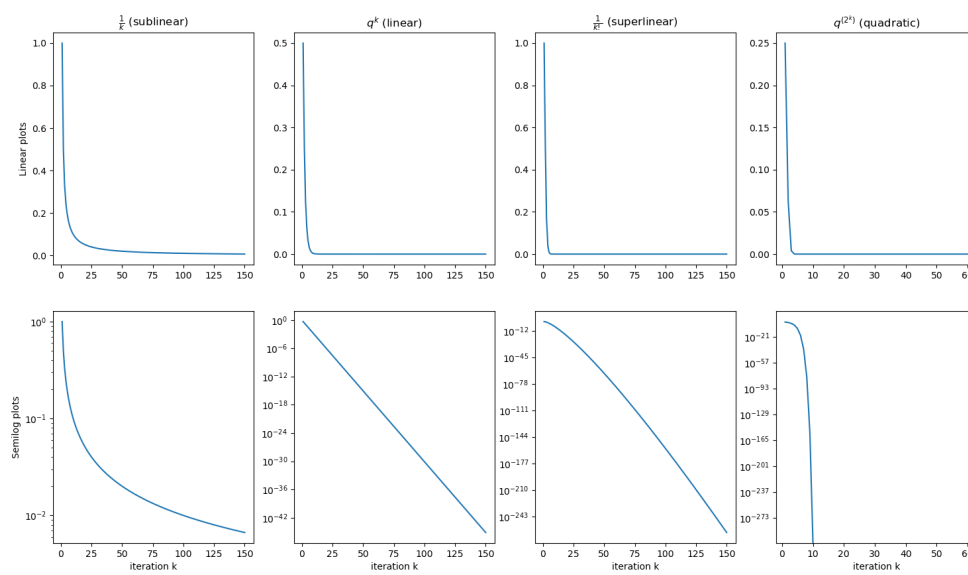 $\frac{1}{k}$ (sublinear)
$q^k$ (linear)
$\frac{1}{k!}$ (superlinear)
$q^{(2^k)}$ (quadratic)
Linear plots
1.0
0.8
0.6
0.4
0.2
0.0
0 25 50 75 100 125 150
0.5
0.4
0.3
0.2
0.1
0.0
0 25 50 75 100 125 150
1.0
0.8
0.6
0.4
0.2
0.0
0 25 50 75 100 125 150
0.25
0.20
0.15
0.10
0.05
0.00
0 10 20 30 40 50 60
Semilog plots
10⁰
10⁻¹
10⁻²
0 25 50 75 100 125 150
iteration k
10⁰
10⁻⁶
10⁻¹²
10⁻¹⁸
10⁻²⁴
10⁻³⁰
10⁻³⁶
10⁻⁴²
0 25 50 75 100 125 150
iteration k
10⁻¹²
10⁻⁴⁵
10⁻⁷⁸
10⁻¹¹¹
10⁻¹⁴⁴
10⁻¹⁷⁷
10⁻²¹⁰
10⁻²⁴³
0 25 50 75 100 125 150
iteration k
10⁻²¹
10⁻⁵⁷
10⁻⁹³
10⁻¹²⁹
10⁻¹⁶⁵
10⁻²⁰¹
10⁻²³⁷
10⁻²⁷³
0 10 20 30 40 50 60
iteration k